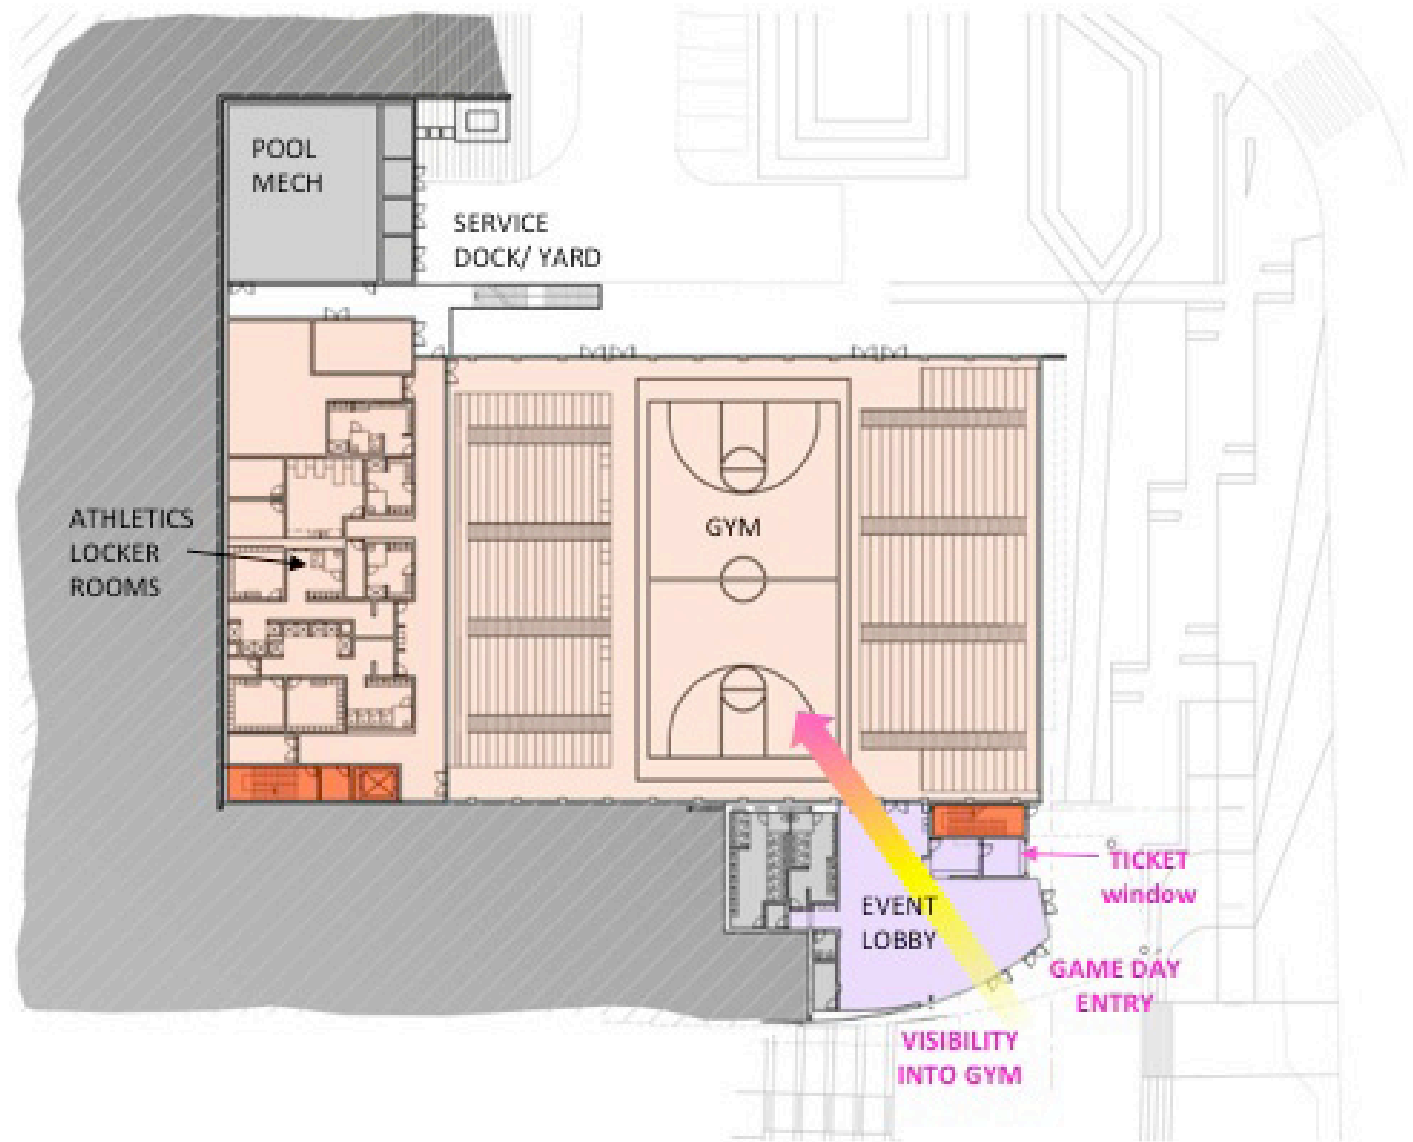 POOL
MECH
SERVICE
DOCK/ YARD
ATHLETICS
LOCKER
ROOMS
GYM
TICKET
window
EVENT
LOBBY
GAME DAY
ENTRY
VISIBILITY
INTO GYM